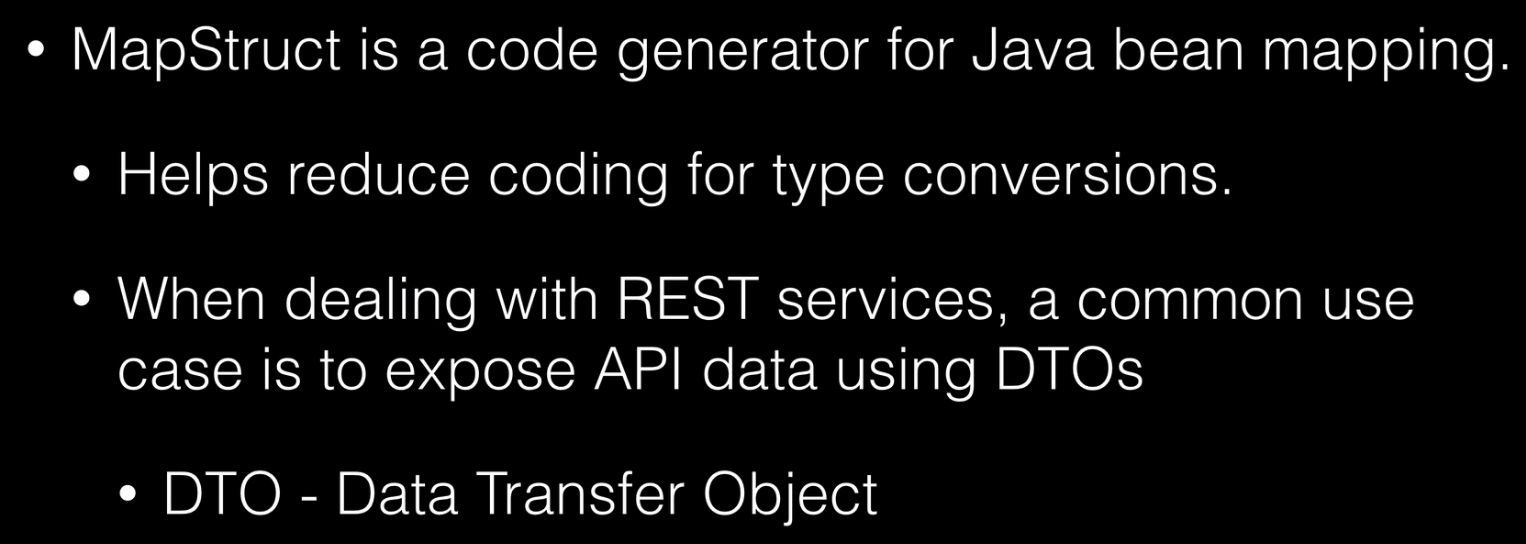 • MapStruct is a code generator for Java bean mapping.
• Helps reduce coding for type conversions.
• When dealing with REST services, a common use
case is to expose API data using DTOs
• DTO - Data Transfer Object